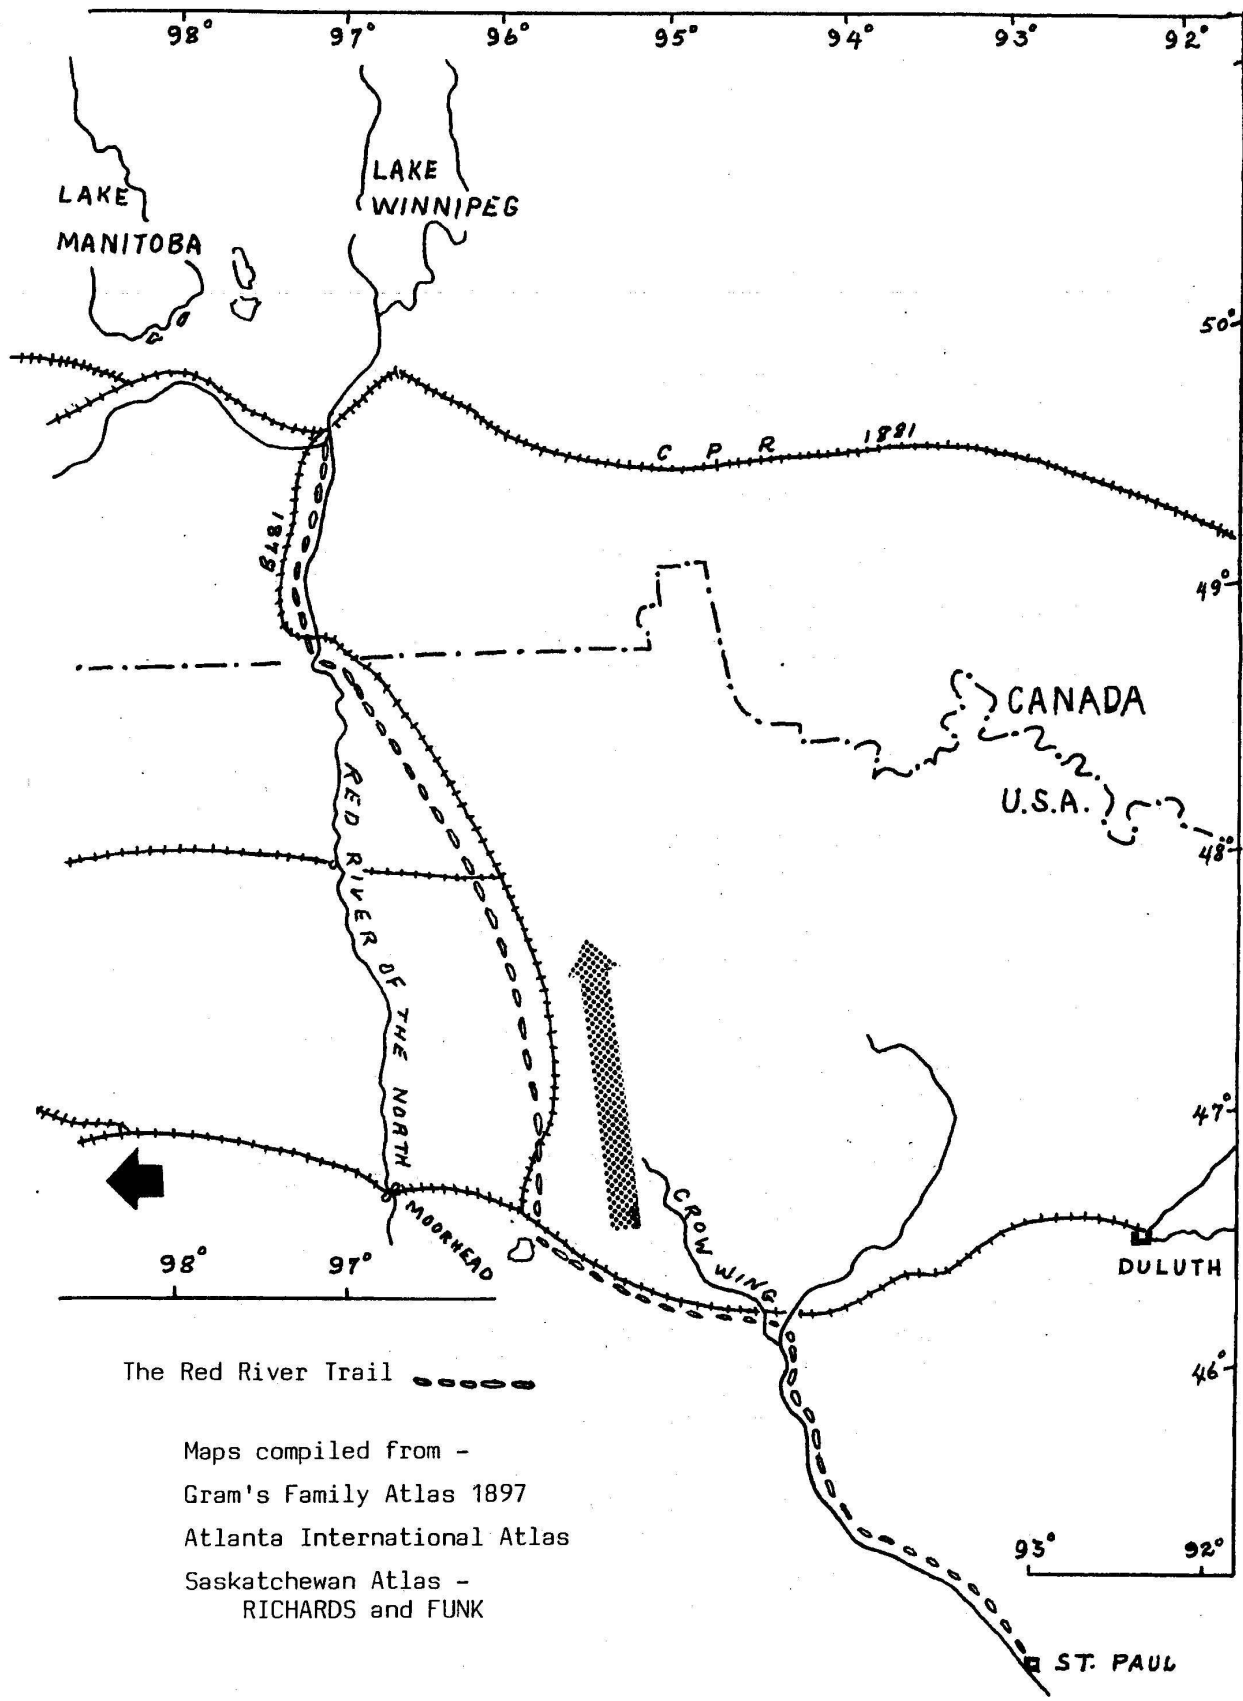 98° 97° 96° 95° 94° 93° 92°
LAKE
MANITOBA
LAKE
WINNIPEG
50°
C P R 1881
1878
49°
CANADA
U.S.A.
48°
RED RIVER OF THE NORTH
47°
MOORHEAD
CROW WING
DULUTH
98° 97°
46°
The Red River Trail
Maps compiled from –
Gram's Family Atlas 1897
Atlanta International Atlas
Saskatchewan Atlas –
RICHARDS and FUNK
93° 92°
ST. PAUL